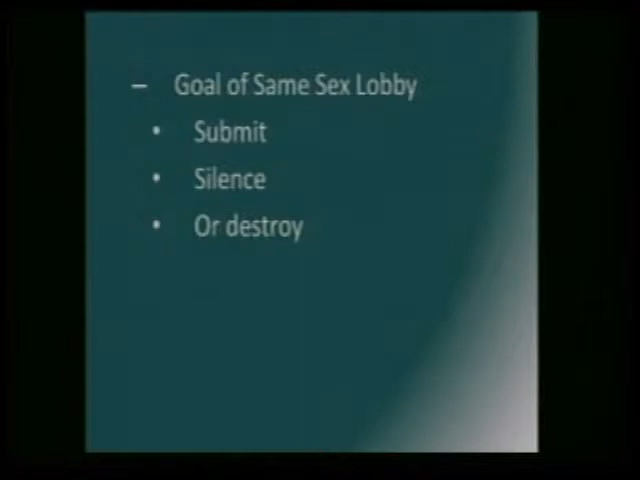 – Goal of Same Sex Lobby
• Submit
• Silence
• Or destroy